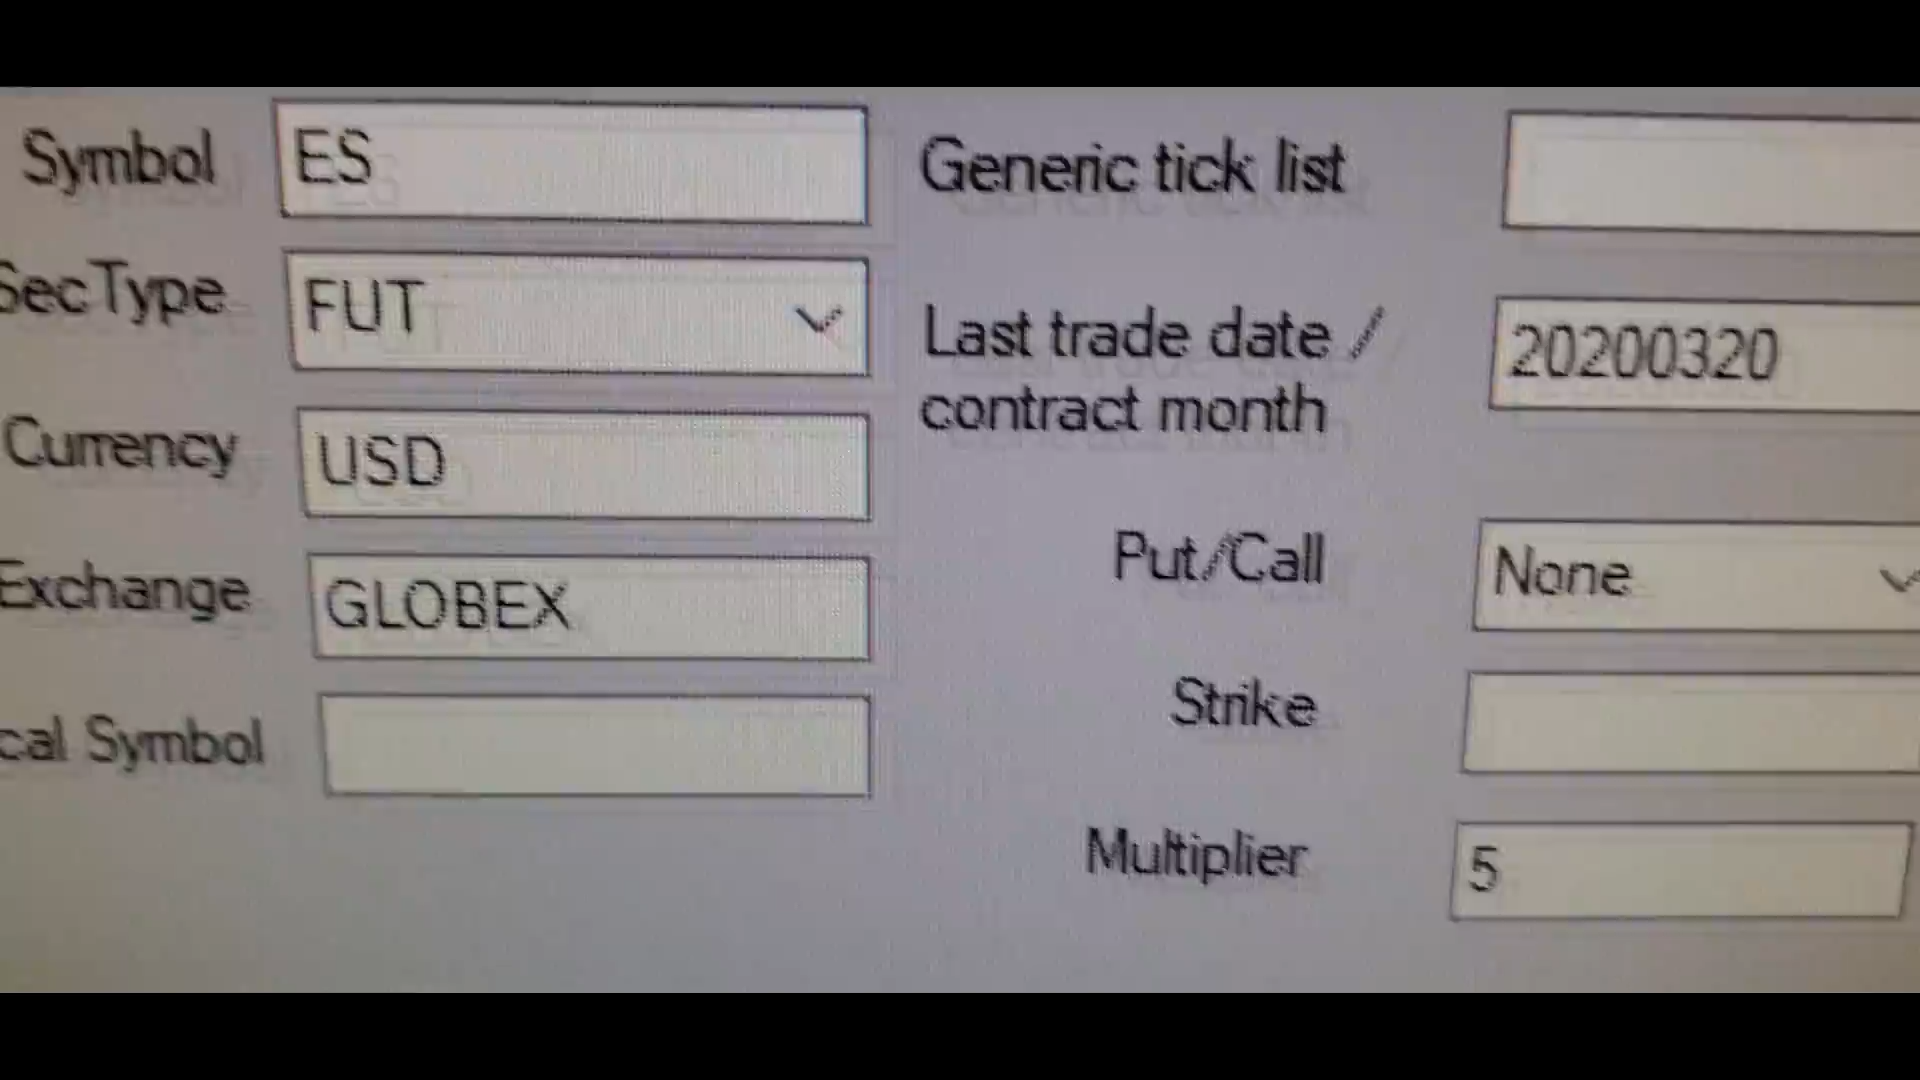 Symbol ES
SecType FUT
Currency USD
Exchange GLOBEX
cal Symbol
Generic tick list
Last trade date / 20200320
contract month
Put/Call None
Strike
Multiplier 5